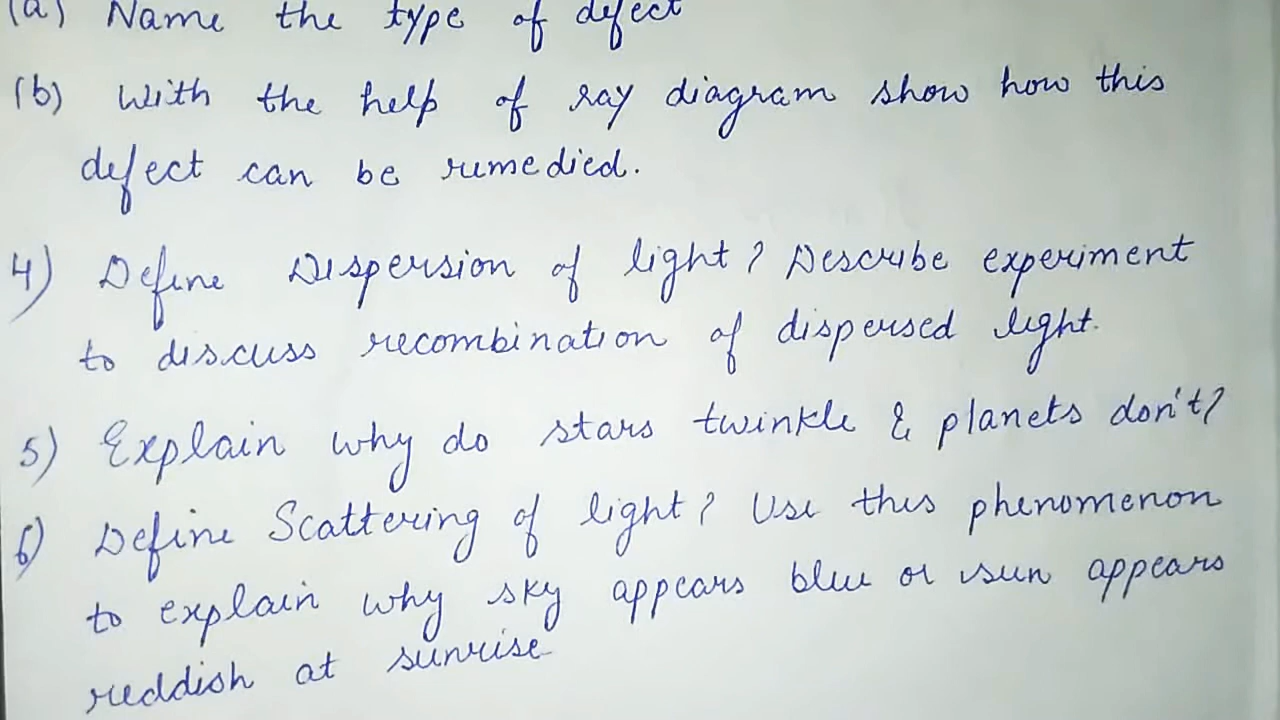 (a) Name the type of defect
(b) With the help of ray diagram show how this
defect can be remedied.
4) Define Dispersion of light? Describe experiment
to discuss recombination of dispersed light.
5) Explain why do stars twinkle & planets don't?
6) Define Scattering of light? Use this phenomenon
to explain why sky appears blue or sun appears
reddish at sunrise